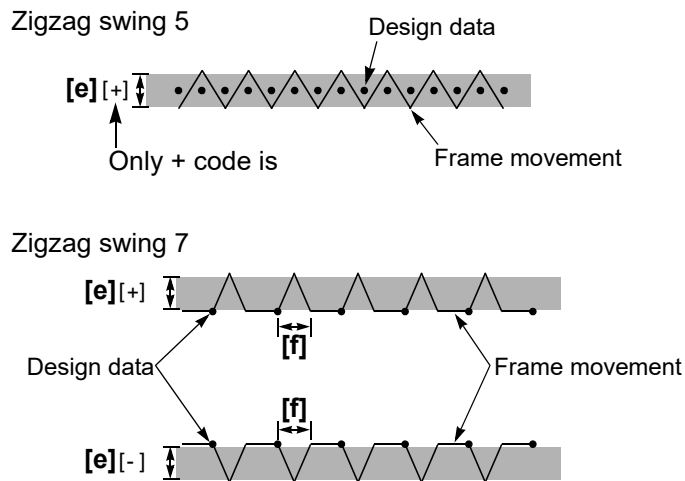 Zigzag swing 5
Design data
[e] [+]
Only + code is
Frame movement
Zigzag swing 7
[e] [+]
[f]
Design data
Frame movement
[f]
[e] [-]